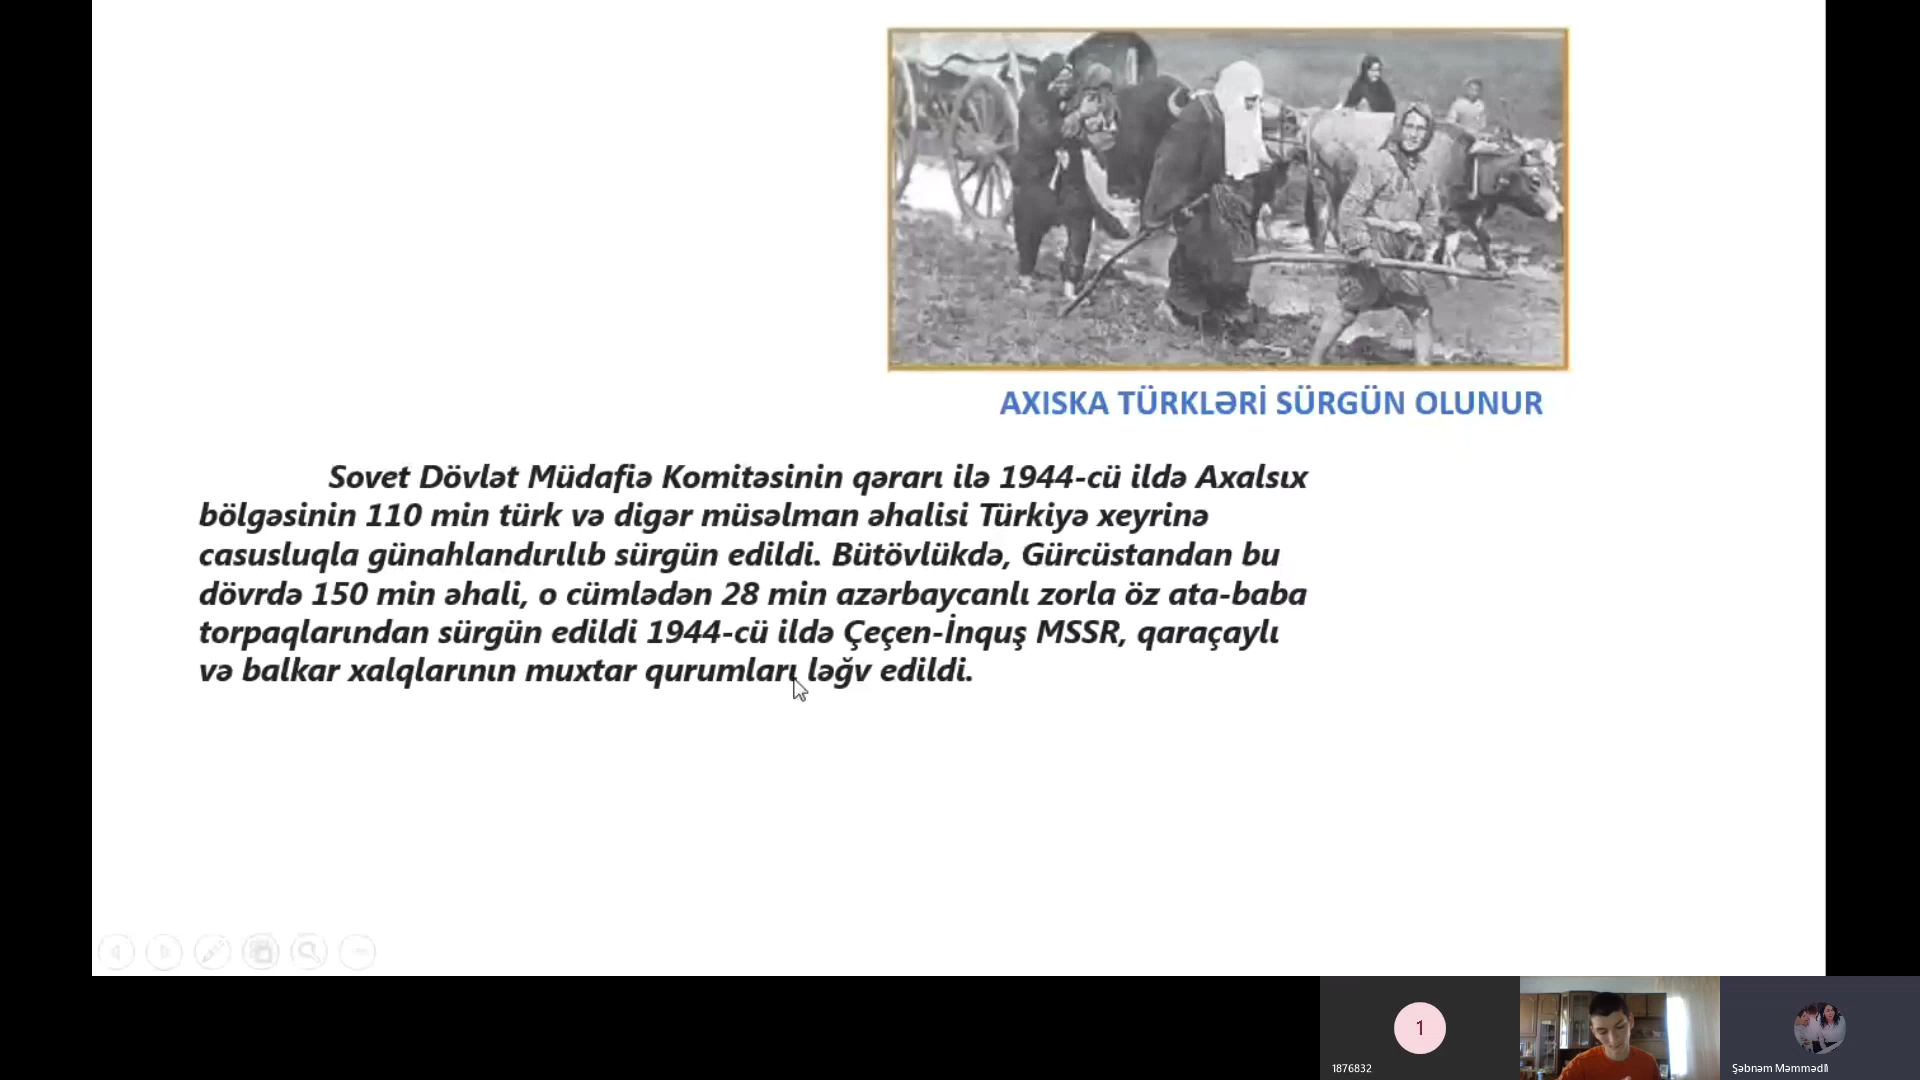 AXISKA TÜRKLƏRİ SÜRGÜN OLUNUR
Sovet Dövlət Müdafiə Komitəsinin qərarı ilə 1944-cü ildə Axalsıx
bölgəsinin 110 min türk və digər müsəlman əhalisi Türkiyə xeyrinə
casusluqla günahlandırılıb sürgün edildi. Bütövlükdə, Gürcüstandan bu
dövrdə 150 min əhali, o cümlədən 28 min azərbaycanlı zorla öz ata-baba
torpaqlarından sürgün edildi 1944-cü ildə Çeçen-İnquş MSSR, qaraçaylı
və balkar xalqlarının muxtar qurumları ləğv edildi.
1
1876832
Şəbnəm Məmmədli